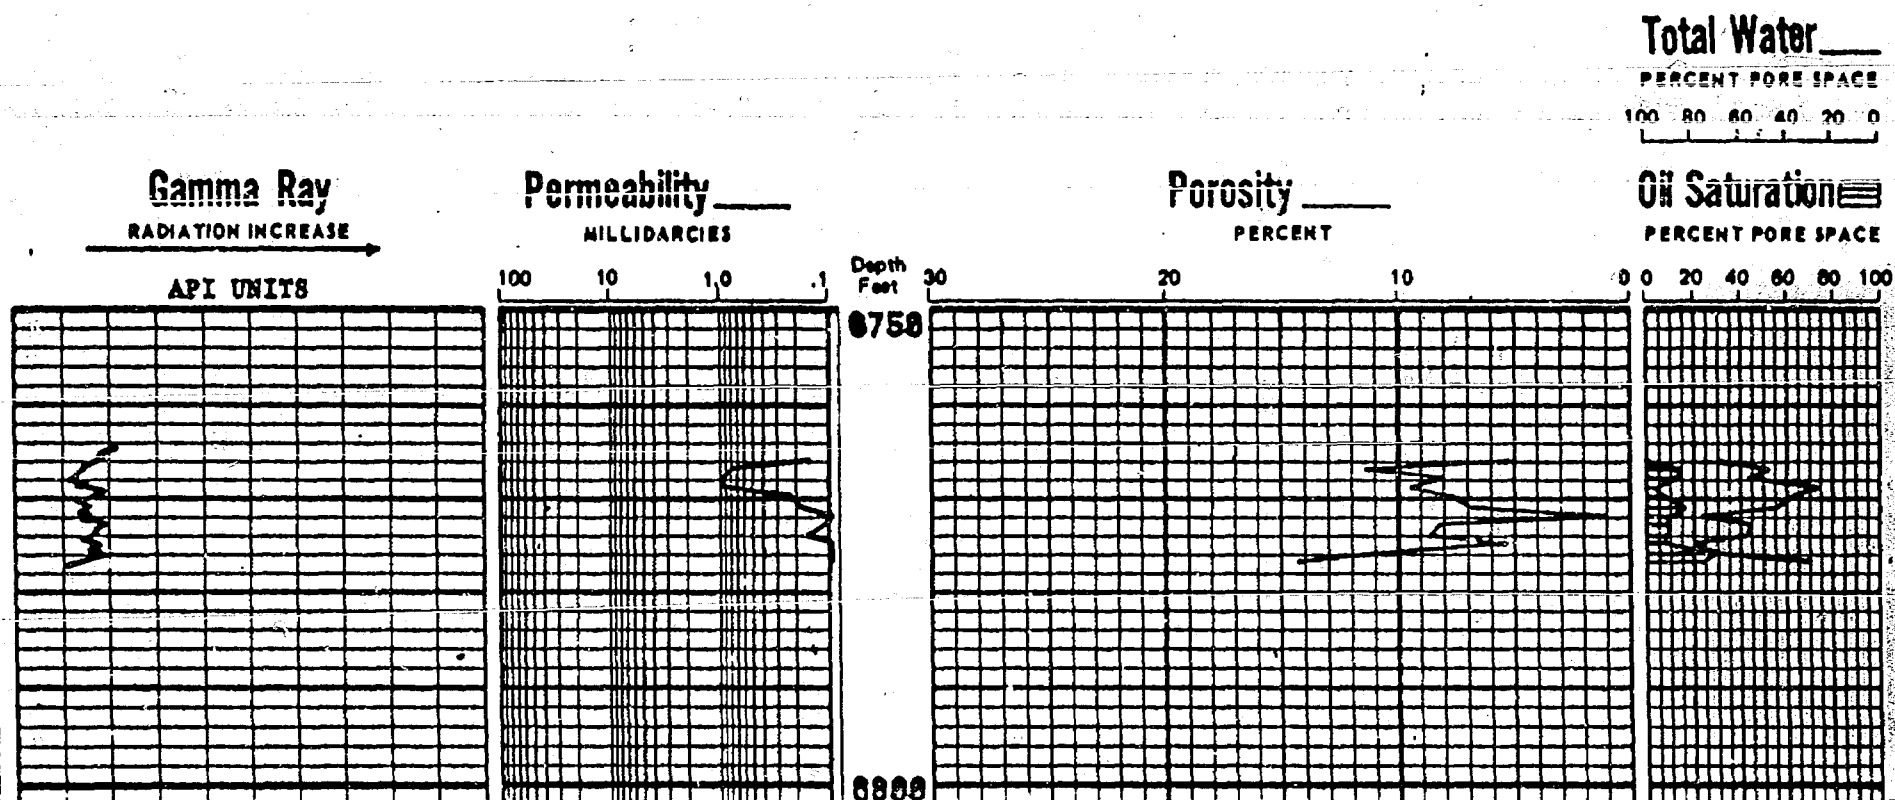 Total Water
PERCENT PORE SPACE
100 80 60 40 20 0
Gamma Ray
RADIATION INCREASE
API UNITS
Permeability
MILLIDARCIES
100 10 1.0 .1
Depth
Feet
Porosity
PERCENT
30 20 10 0
Oil Saturation
PERCENT PORE SPACE
0 20 40 60 80 100